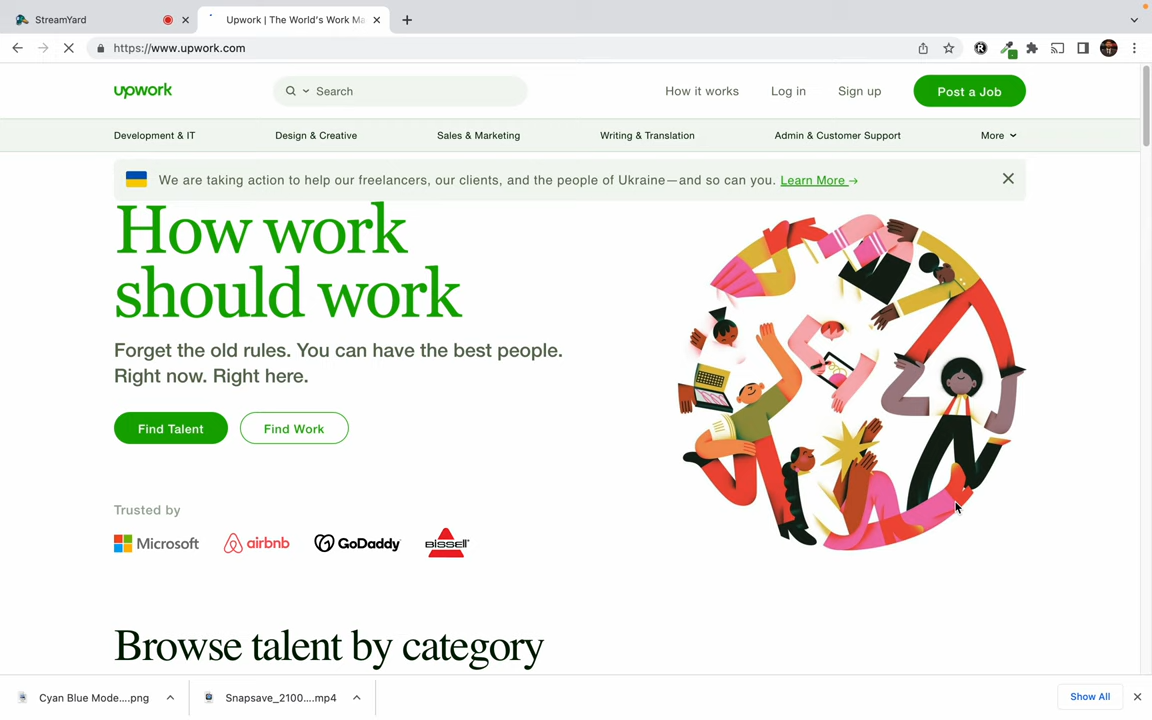 StreamYard
Upwork | The World's Work Ma
https://www.upwork.com
upwork
Search
How it works
Log in
Sign up
Post a Job
Development & IT
Design & Creative
Sales & Marketing
Writing & Translation
Admin & Customer Support
More
We are taking action to help our freelancers, our clients, and the people of Ukraine—and so can you. Learn More →
How work
should work
Forget the old rules. You can have the best people.
Right now. Right here.
Find Talent
Find Work
Trusted by
Microsoft
airbnb
GoDaddy
BISSELL
Browse talent by category
Cyan Blue Mode....png
Snapsave_2100....mp4
Show All